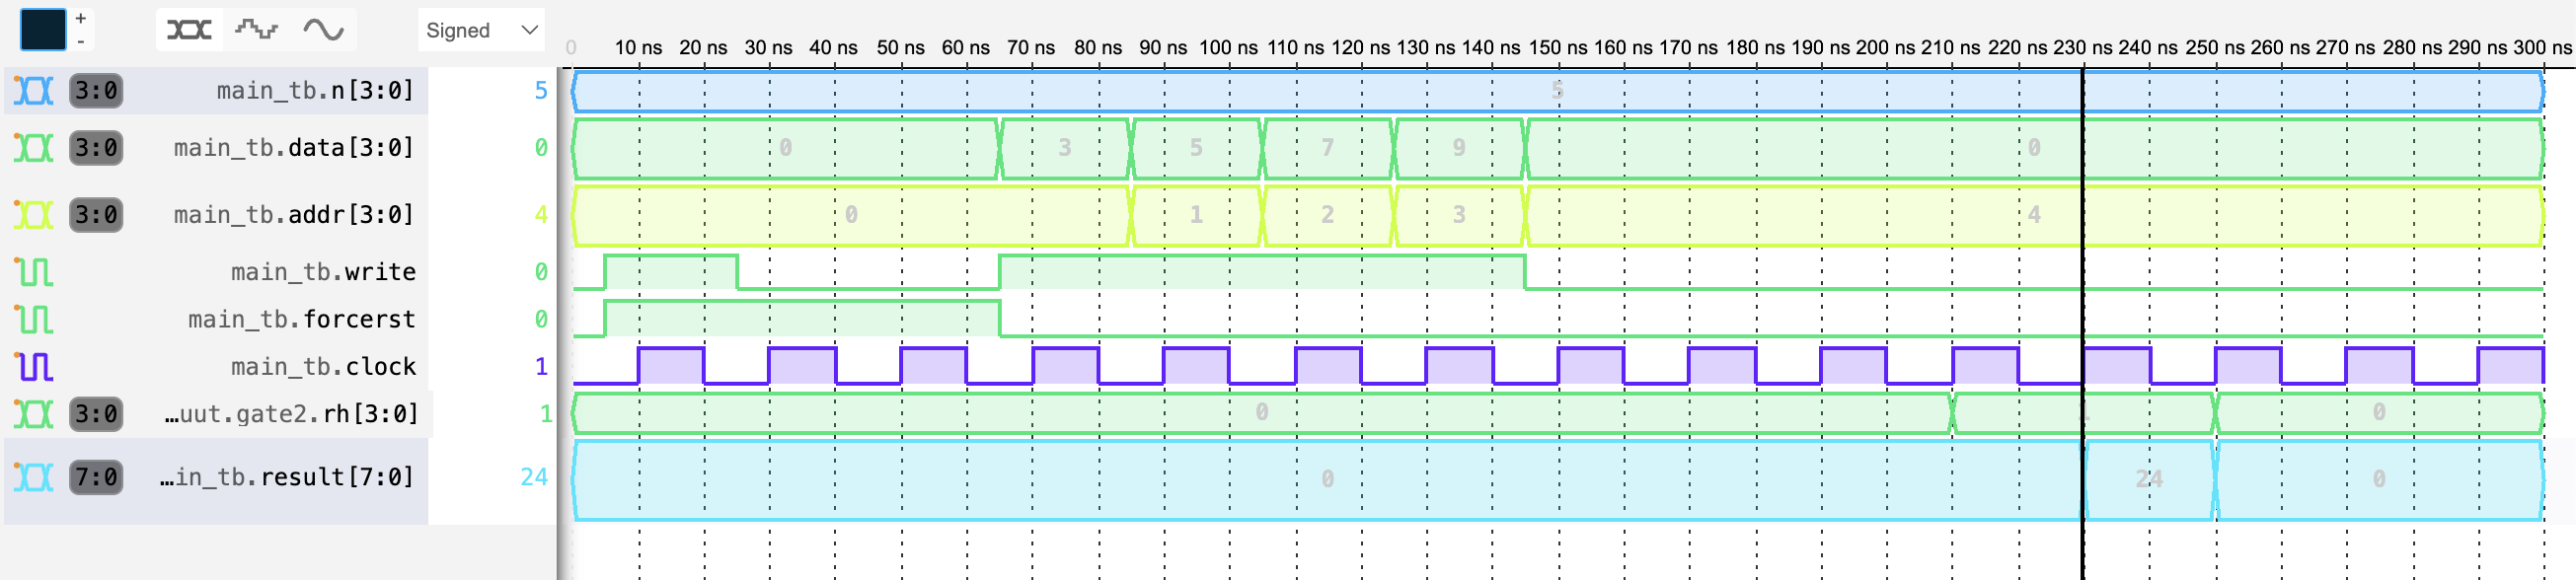 +
-
Signed
0 10 ns 20 ns 30 ns 40 ns 50 ns 60 ns 70 ns 80 ns 90 ns 100 ns 110 ns 120 ns 130 ns 140 ns 150 ns 160 ns 170 ns 180 ns 190 ns 200 ns 210 ns 220 ns 230 ns 240 ns 250 ns 260 ns 270 ns 280 ns 290 ns 300 ns
3:0 main_tb.n[3:0] 5 5
3:0 main_tb.data[3:0] 0 0 3 5 7 9 0
3:0 main_tb.addr[3:0] 4 0 1 2 3 4
main_tb.write 0
main_tb.forcerst 0
main_tb.clock 1
3:0 …uut.gate2.rh[3:0] 1 0 1 0
7:0 …in_tb.result[7:0] 24 0 24 0